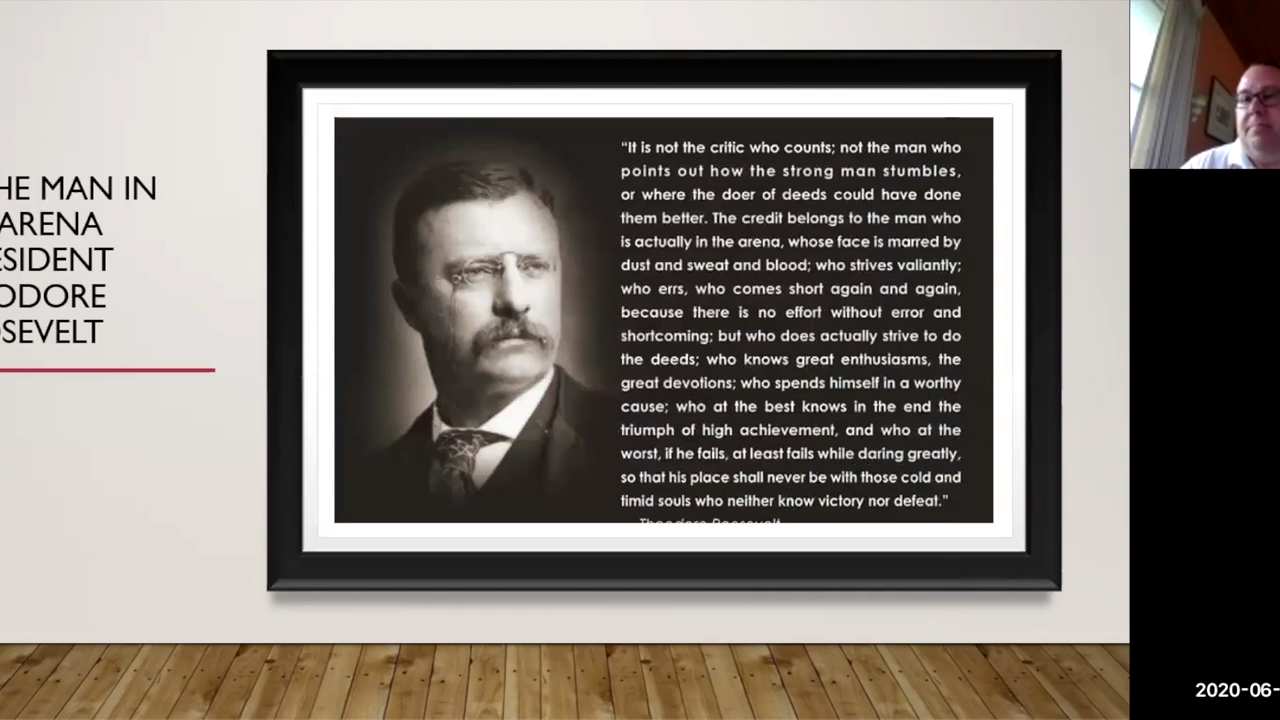 HE MAN IN
ARENA
ESIDENT
ODORE
OSEVELT
“It is not the critic who counts; not the man who
points out how the strong man stumbles,
or where the doer of deeds could have done
them better. The credit belongs to the man who
is actually in the arena, whose face is marred by
dust and sweat and blood; who strives valiantly;
who errs, who comes short again and again,
because there is no effort without error and
shortcoming; but who does actually strive to do
the deeds; who knows great enthusiasms, the
great devotions; who spends himself in a worthy
cause; who at the best knows in the end the
triumph of high achievement, and who at the
worst, if he fails, at least fails while daring greatly,
so that his place shall never be with those cold and
timid souls who neither know victory nor defeat."
Theodore Roosevelt
2020-06-